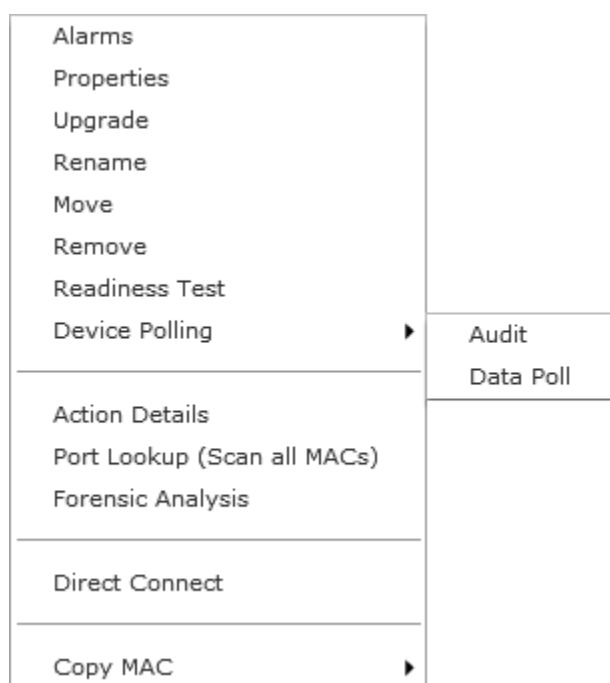 Alarms
Properties
Upgrade
Rename
Move
Remove
Readiness Test
Device Polling
Audit
Data Poll
Action Details
Port Lookup (Scan all MACs)
Forensic Analysis
Direct Connect
Copy MAC